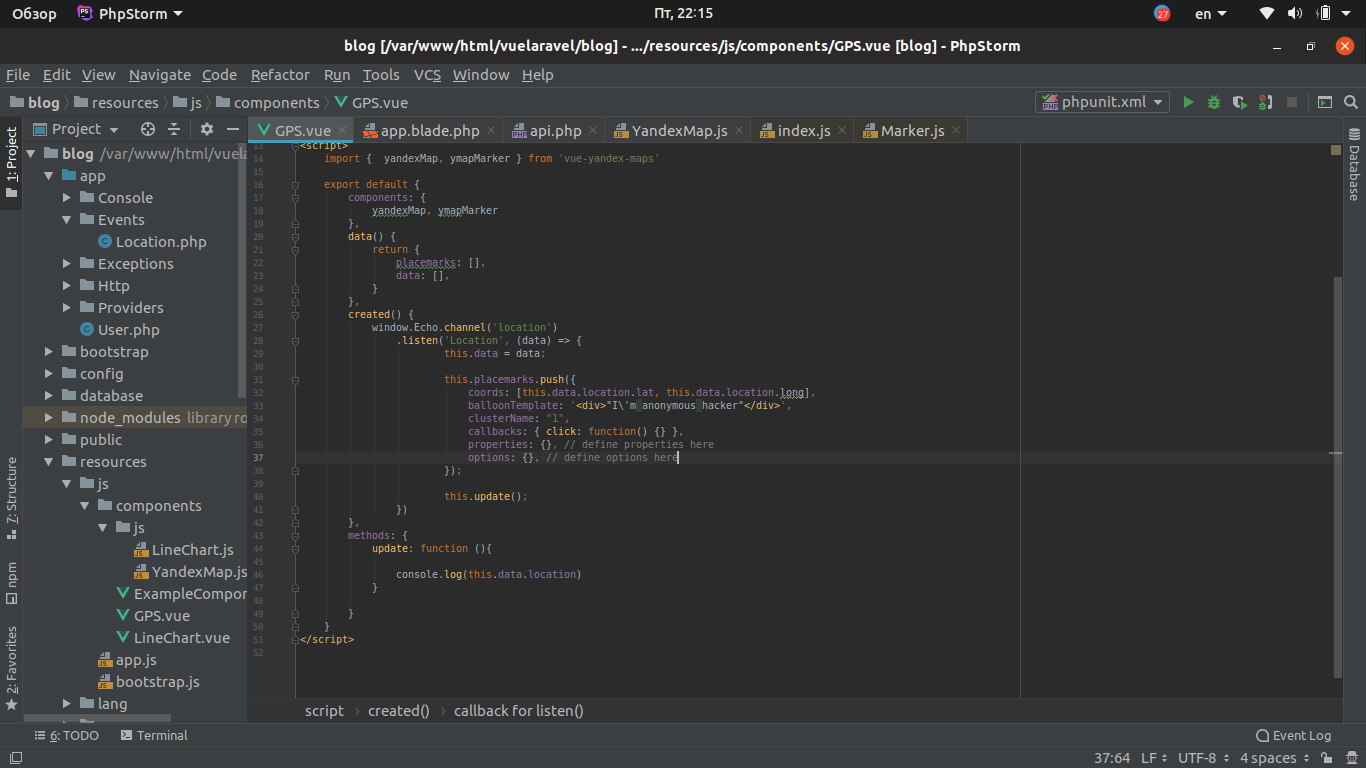 Обзор PhpStorm Пт, 22:15 27 en
blog [/var/www/html/vuelaravel/blog] - .../resources/js/components/GPS.vue [blog] - PhpStorm
File Edit View Navigate Code Refactor Run Tools VCS Window Help
blog resources js components GPS.vue phpunit.xml
1: Project
7: Structure
npm
2: Favorites
Project
blog /var/www/html/vuela
app
Console
Events
Location.php
Exceptions
Http
Providers
User.php
bootstrap
config
database
node_modules library ro
public
resources
js
components
js
LineChart.js
YandexMap.js
ExampleCompor
GPS.vue
LineChart.vue
app.js
bootstrap.js
lang
GPS.vue app.blade.php api.php YandexMap.js index.js Marker.js
13 <script>
14 import { yandexMap, ymapMarker } from 'vue-yandex-maps'
15
16 export default {
17 components: {
18 yandexMap, ymapMarker
19 },
20 data() {
21 return {
22 placemarks: [],
23 data: [],
24 }
25 },
26 created() {
27 window.Echo.channel('location')
28 .listen('Location', (data) => {
29 this.data = data;
30
31 this.placemarks.push({
32 coords: [this.data.location.lat, this.data.location.long],
33 balloonTemplate: '<div>"I\'m anonymous hacker"</div>',
34 clusterName: "1",
35 callbacks: { click: function() {} },
36 properties: {}, // define properties here
37 options: {}, // define options here
38 });
39
40 this.update();
41 })
42 },
43 methods: {
44 update: function (){
45
46 console.log(this.data.location)
47 }
48
49 }
50 }
51 </script>
52
script created() callback for listen()
Database
6: TODO Terminal Event Log
37:64 LF UTF-8 4 spaces